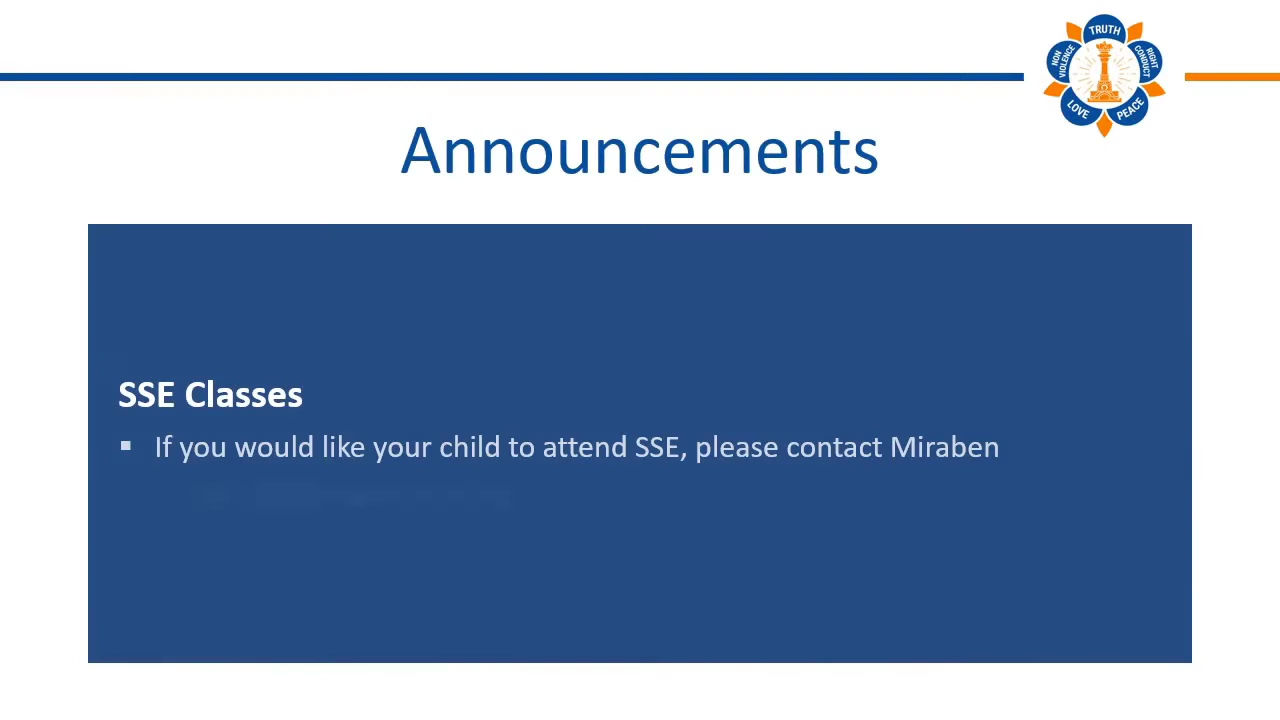 TRUTH
NON VIOLENCE
RIGHT CONDUCT
LOVE
PEACE
Announcements
SSE Classes
▪ If you would like your child to attend SSE, please contact Miraben